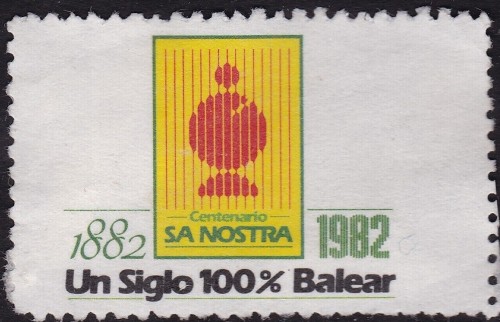 Centenario
SA NOSTRA
1882 1982
Un Siglo 100% Balear